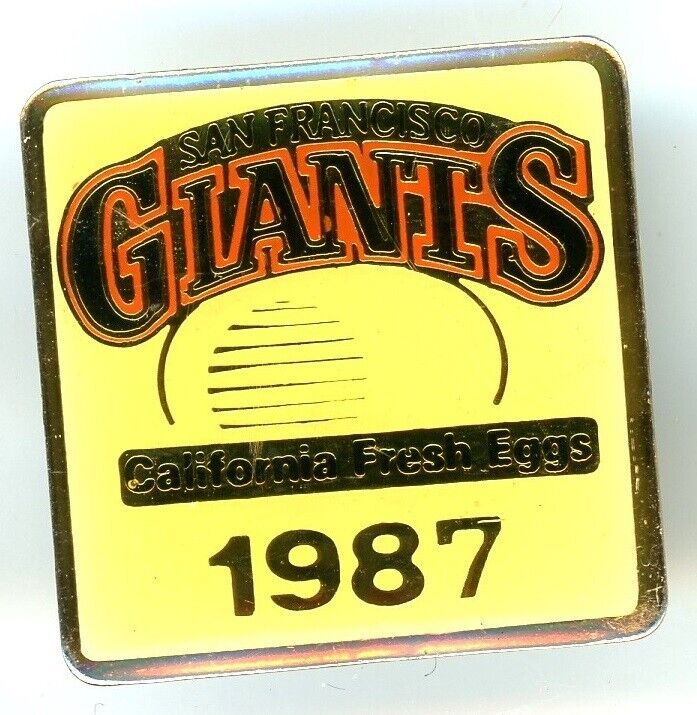 SAN FRANCISCO
GIANTS
California Fresh Eggs
1987